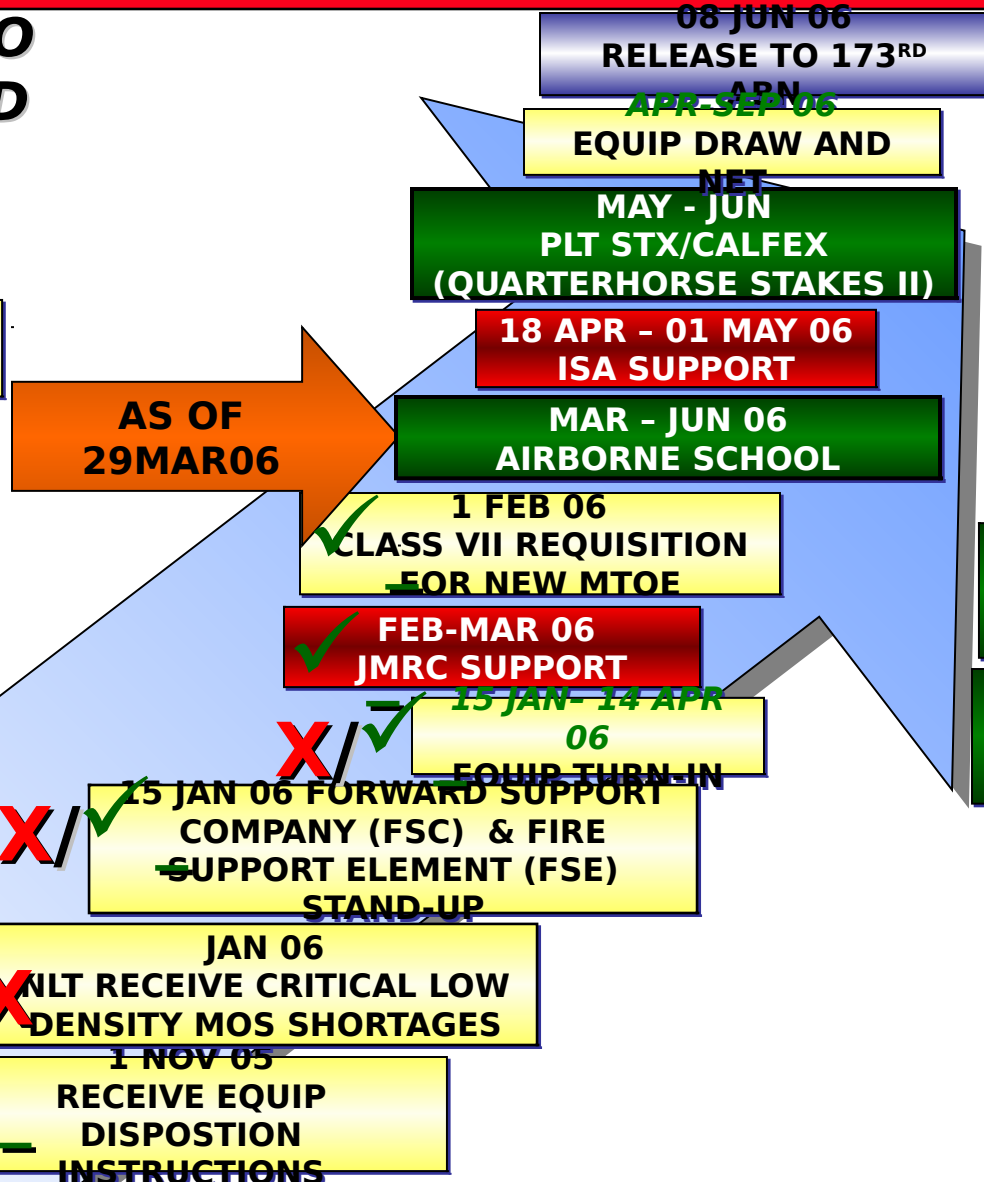 O
D
08 JUN 06
RELEASE TO 173RD
ABN
APR-SEP 06
EQUIP DRAW AND
NET
MAY - JUN
PLT STX/CALFEX
(QUARTERHORSE STAKES II)
18 APR – 01 MAY 06
ISA SUPPORT
AS OF
29MAR06
MAR – JUN 06
AIRBORNE SCHOOL
1 FEB 06
CLASS VII REQUISITION
FOR NEW MTOE
FEB-MAR 06
JMRC SUPPORT
X/
15 JAN– 14 APR
06
EQUIP TURN-IN
X/
15 JAN 06 FORWARD SUPPORT
COMPANY (FSC) & FIRE
SUPPORT ELEMENT (FSE)
STAND-UP
JAN 06
X
NLT RECEIVE CRITICAL LOW
DENSITY MOS SHORTAGES
1 NOV 05
RECEIVE EQUIP
DISPOSTION
INSTRUCTIONS